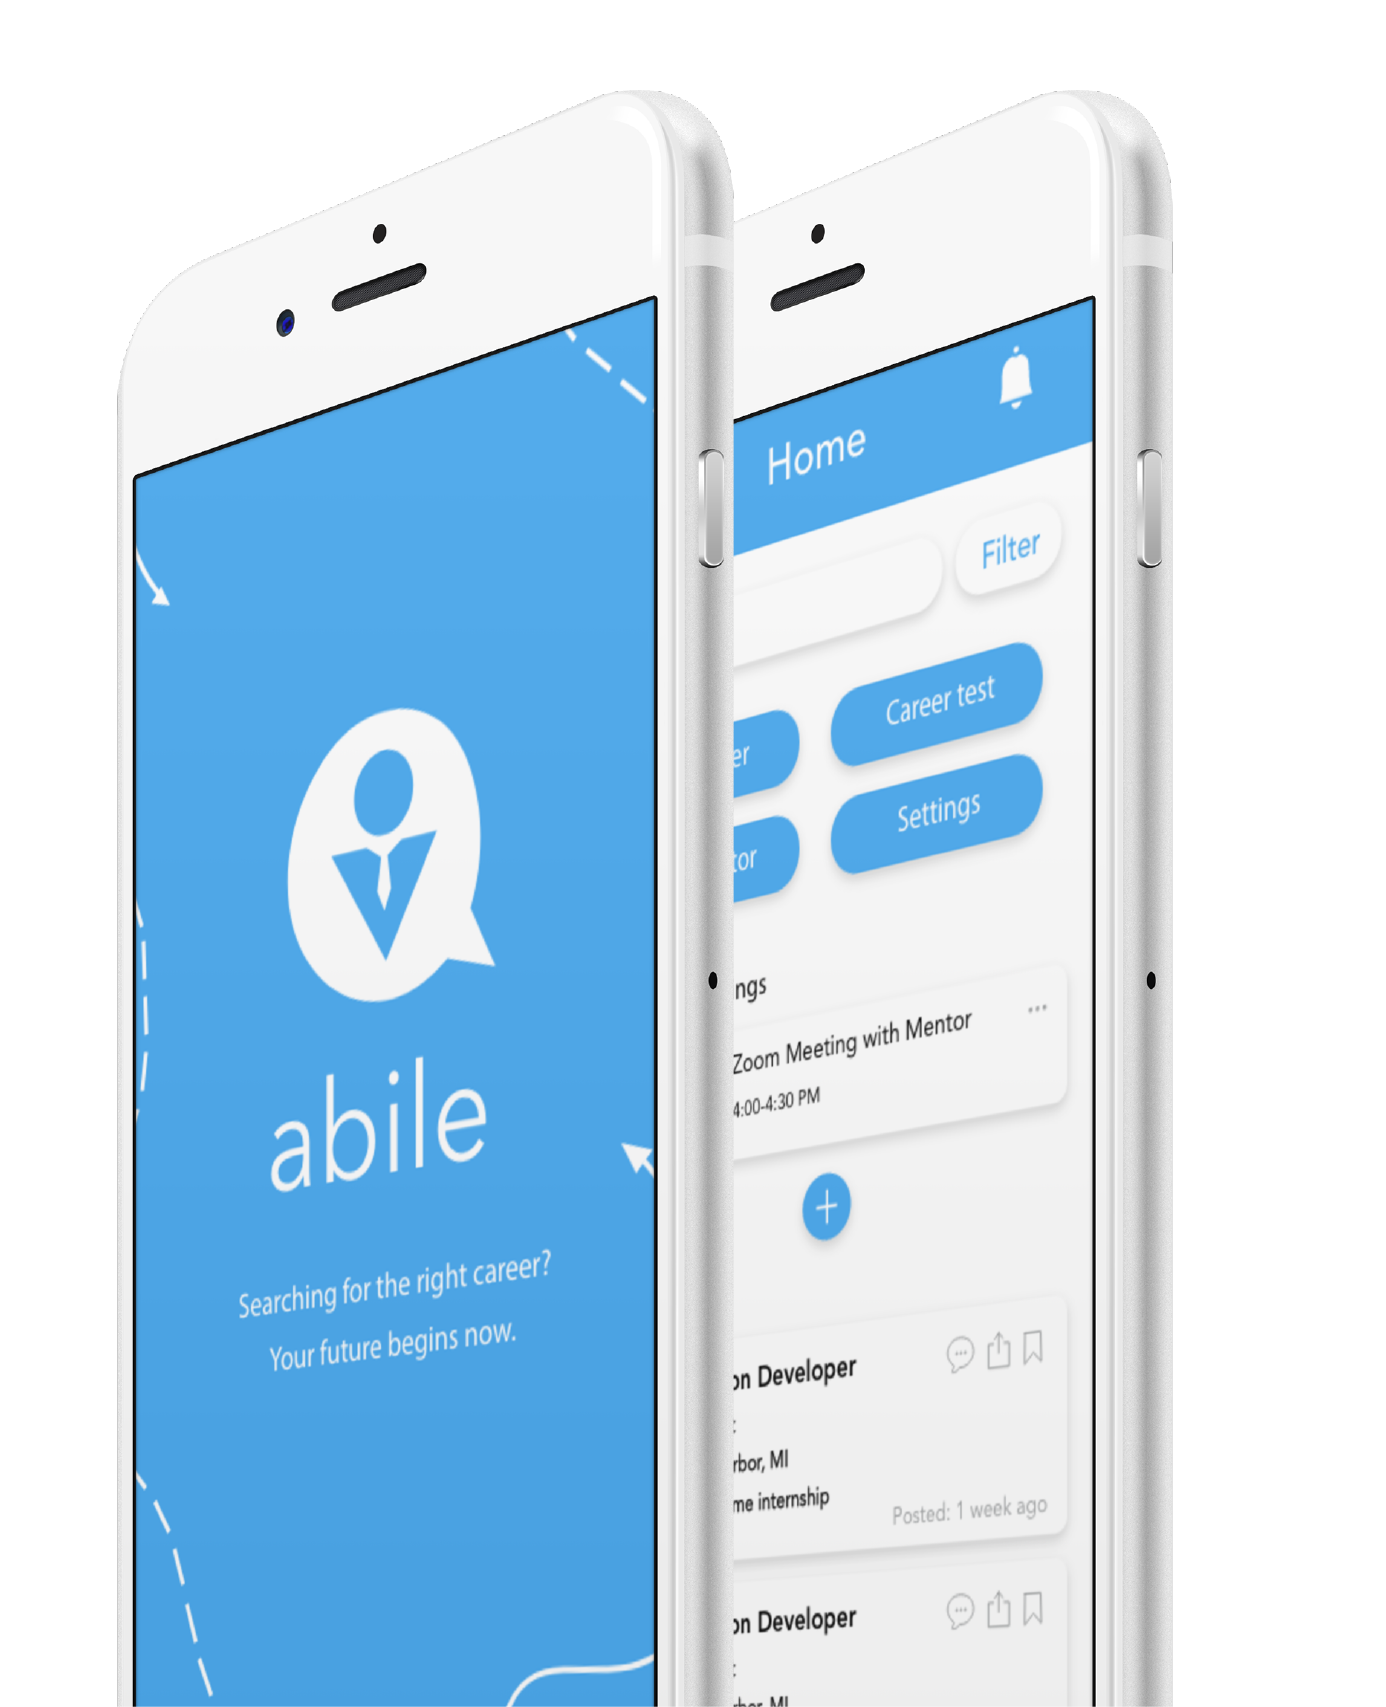 abile
Searching for the right career?
Your future begins now.
Home
Filter
er
Career test
tor
Settings
ngs
Zoom Meeting with Mentor
4:00-4:30 PM
on Developer
rbor, MI
me internship
Posted: 1 week ago
on Developer
rbor, MI